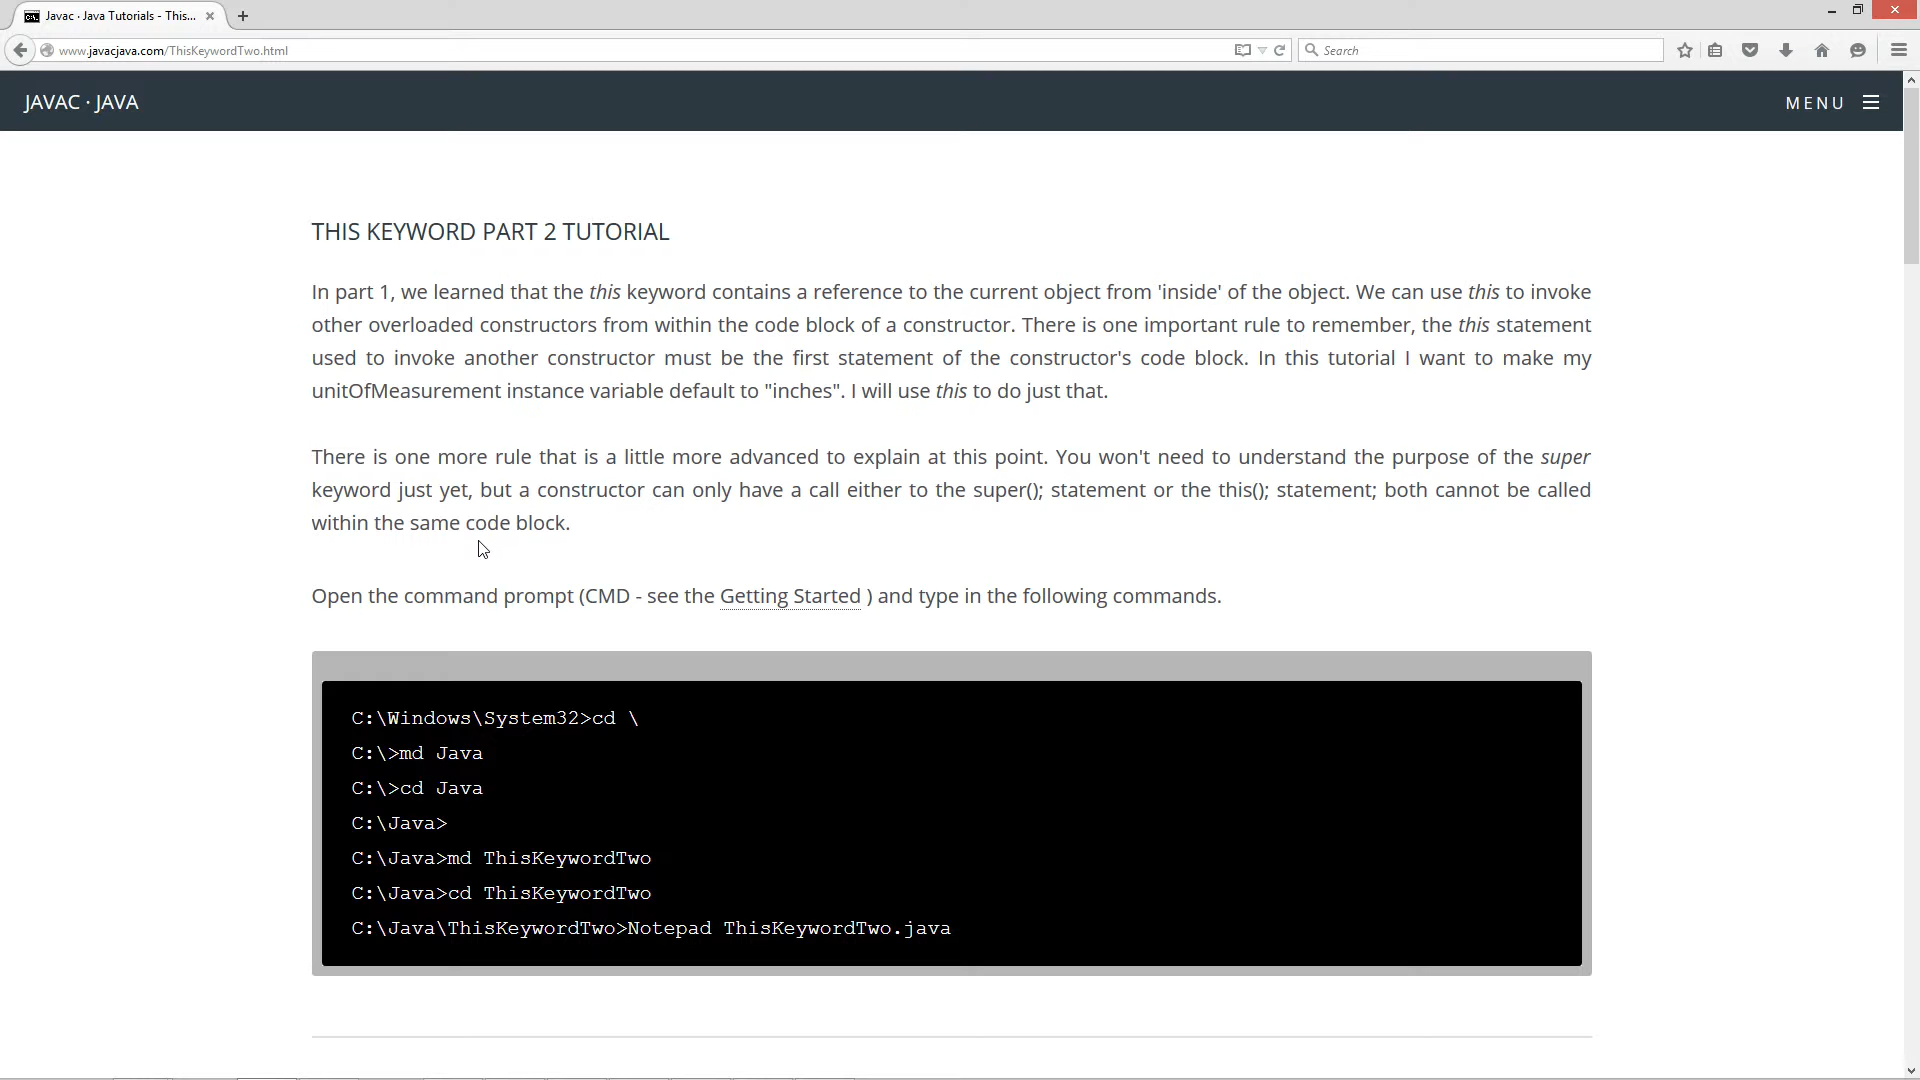 Javac · Java Tutorials - This...
www.javacjava.com/ThisKeywordTwo.html
Search
JAVAC · JAVA
MENU
THIS KEYWORD PART 2 TUTORIAL
In part 1, we learned that the this keyword contains a reference to the current object from 'inside' of the object. We can use this to invoke
other overloaded constructors from within the code block of a constructor. There is one important rule to remember, the this statement
used to invoke another constructor must be the first statement of the constructor's code block. In this tutorial I want to make my
unitOfMeasurement instance variable default to "inches". I will use this to do just that.
There is one more rule that is a little more advanced to explain at this point. You won't need to understand the purpose of the super
keyword just yet, but a constructor can only have a call either to the super(); statement or the this(); statement; both cannot be called
within the same code block.
Open the command prompt (CMD - see the Getting Started ) and type in the following commands.
C:\Windows\System32>cd \
C:\>md Java
C:\>cd Java
C:\Java>
C:\Java>md ThisKeywordTwo
C:\Java>cd ThisKeywordTwo
C:\Java\ThisKeywordTwo>Notepad ThisKeywordTwo.java